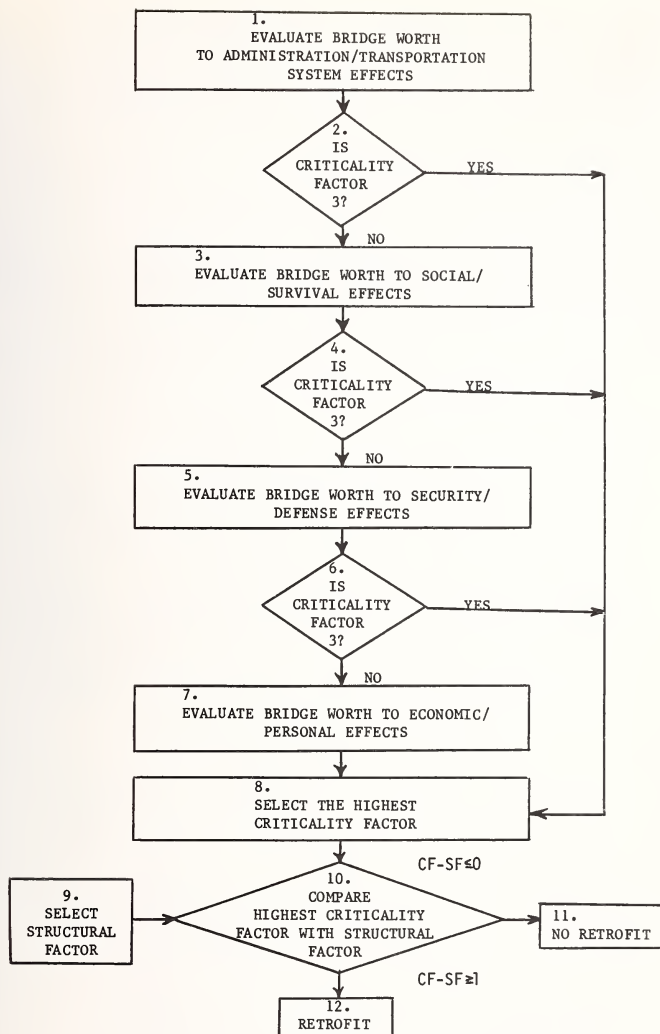 1.
EVALUATE BRIDGE WORTH
TO ADMINISTRATION/TRANSPORTATION
SYSTEM EFFECTS
2.
IS
CRITICALITY
FACTOR
3?
YES
NO
3.
EVALUATE BRIDGE WORTH TO SOCIAL/
SURVIVAL EFFECTS
4.
IS
CRITICALITY
FACTOR
3?
YES
NO
5.
EVALUATE BRIDGE WORTH TO SECURITY/
DEFENSE EFFECTS
6.
IS
CRITICALITY
FACTOR
3?
YES
NO
7.
EVALUATE BRIDGE WORTH TO ECONOMIC/
PERSONAL EFFECTS
8.
SELECT THE HIGHEST
CRITICALITY FACTOR
CF-SF≤0
9.
SELECT
STRUCTURAL
FACTOR
10.
COMPARE
HIGHEST CRITICALITY
FACTOR WITH STRUCTURAL
FACTOR
11.
NO RETROFIT
CF-SF≥1
12.
RETROFIT